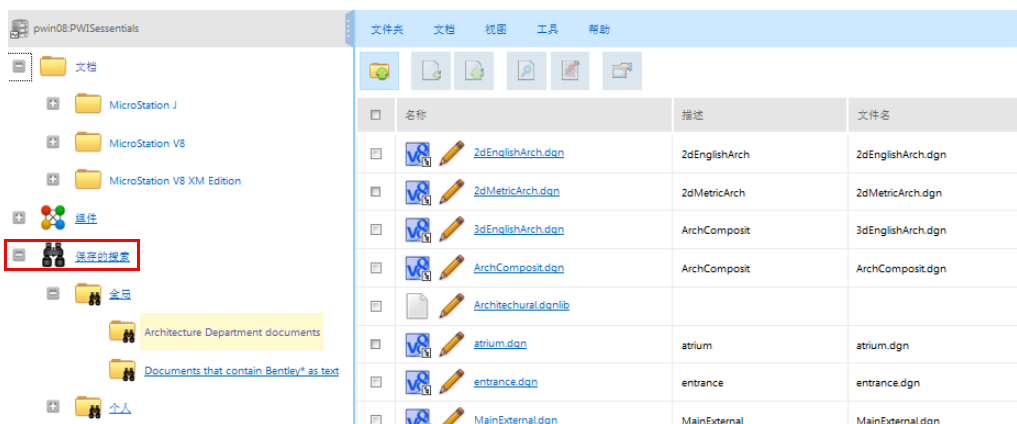 pwin08:PWISessentials
文档
MicroStation J
MicroStation V8
MicroStation V8 XM Edition
组件
保存的搜索
全局
Architecture Department documents
Documents that contain Bentley* as text
个人
文件夹 文档 视图 工具 帮助
名称 描述 文件名
2dEnglishArch.dgn 2dEnglishArch 2dEnglishArch.dgn
2dMetricArch.dgn 2dMetricArch 2dMetricArch.dgn
3dEnglishArch.dgn ArchComposit 3dEnglishArch.dgn
ArchComposit.dgn ArchComposit ArchComposit.dgn
Architechural.dgnlib
atrium.dgn atrium atrium.dgn
entrance.dgn entrance entrance.dgn
MainExternal.dgn MainExternal MainExternal.dgn